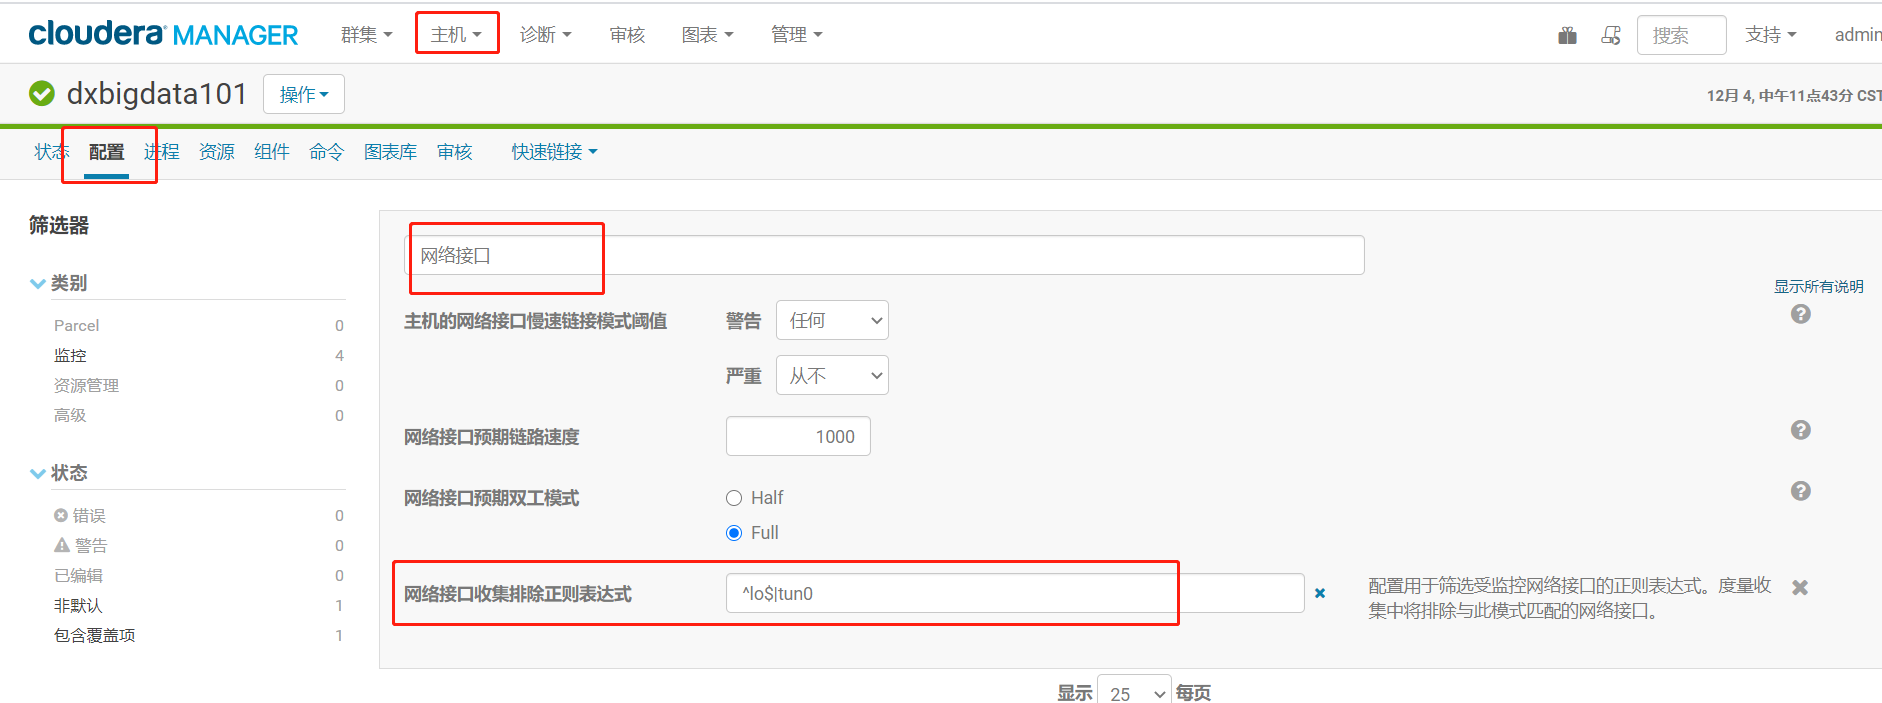 cloudera MANAGER 群集 主机 诊断 审核 图表 管理 搜索 支持 admin
dxbigdata101 操作 12月 4, 中午11点43分 CST
状态 配置 进程 资源 组件 命令 图表库 审核 快速链接
筛选器
网络接口
类别
显示所有说明
Parcel 0
主机的网络接口慢速链接模式阈值 警告 任何
监控 4
严重 从不
资源管理 0
高级 0
网络接口预期链路速度 1000
状态
网络接口预期双工模式 Half
错误 0
Full
警告 0
已编辑 0
网络接口收集排除正则表达式 ^lo$|tun0 配置用于筛选受监控网络接口的正则表达式。度量收
集中将排除与此模式匹配的网络接口。
非默认 1
包含覆盖项 1
显示 25 每页